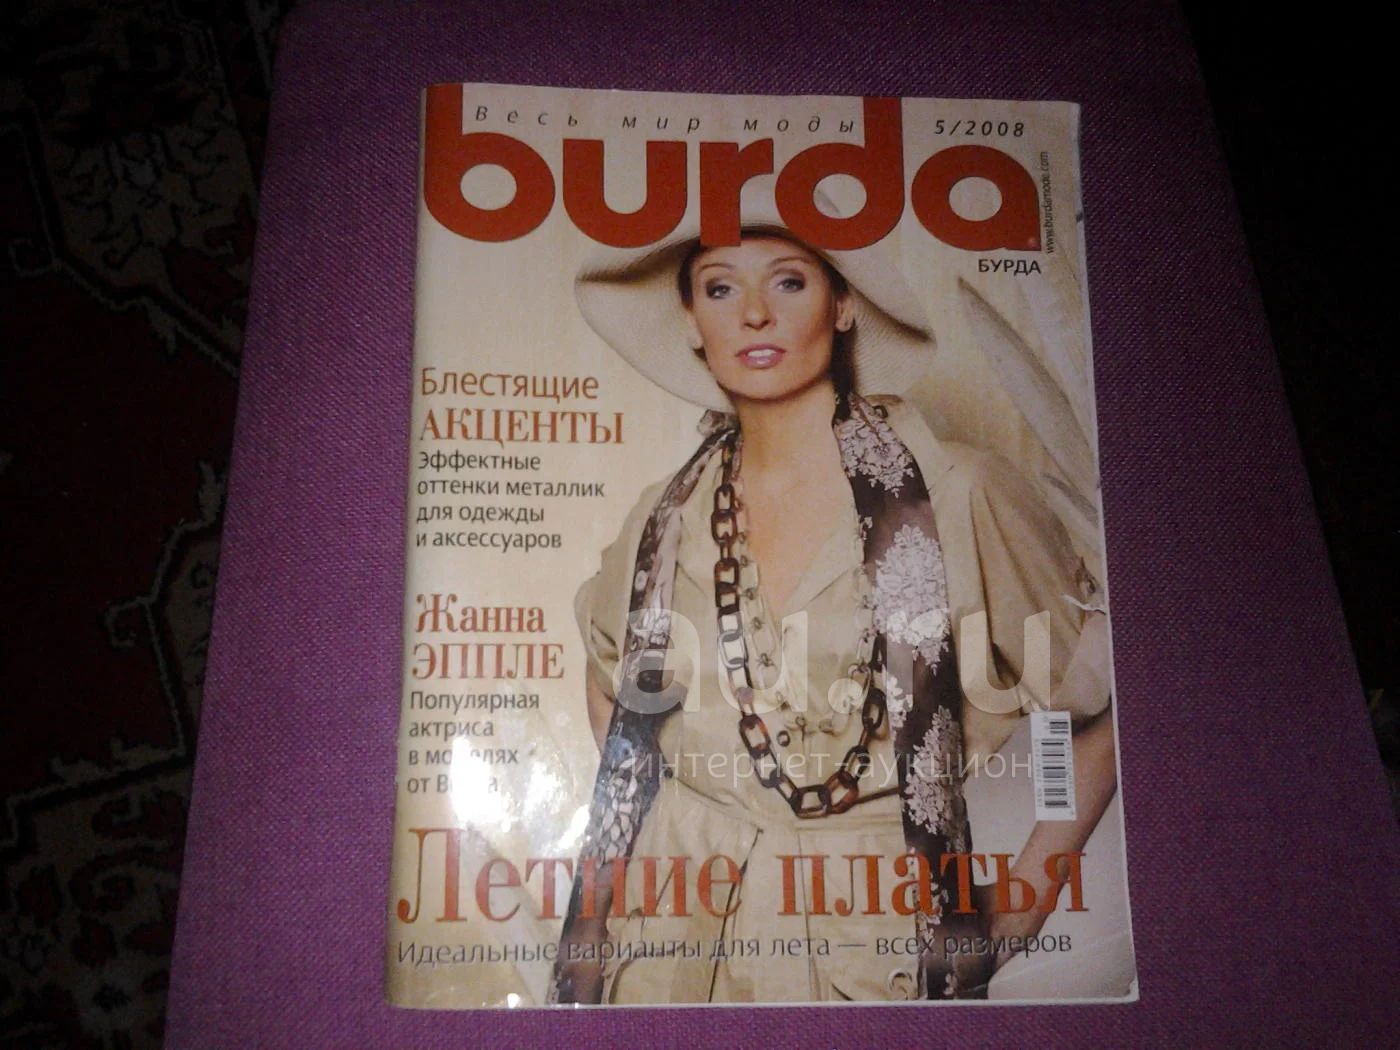 Весь мир моды
burda
5/2008
www.burdamode.com
БУРДА
Блестящие
АКЦЕНТЫ
Эффектные
оттенки металлик
для одежды
и аксессуаров
Жанна
ЭППЛЕ
Популярная
актриса
в моделях
от Burda
au.ru
интернет-аукцион
Летние платья
Идеальные варианты для лета — всех размеров